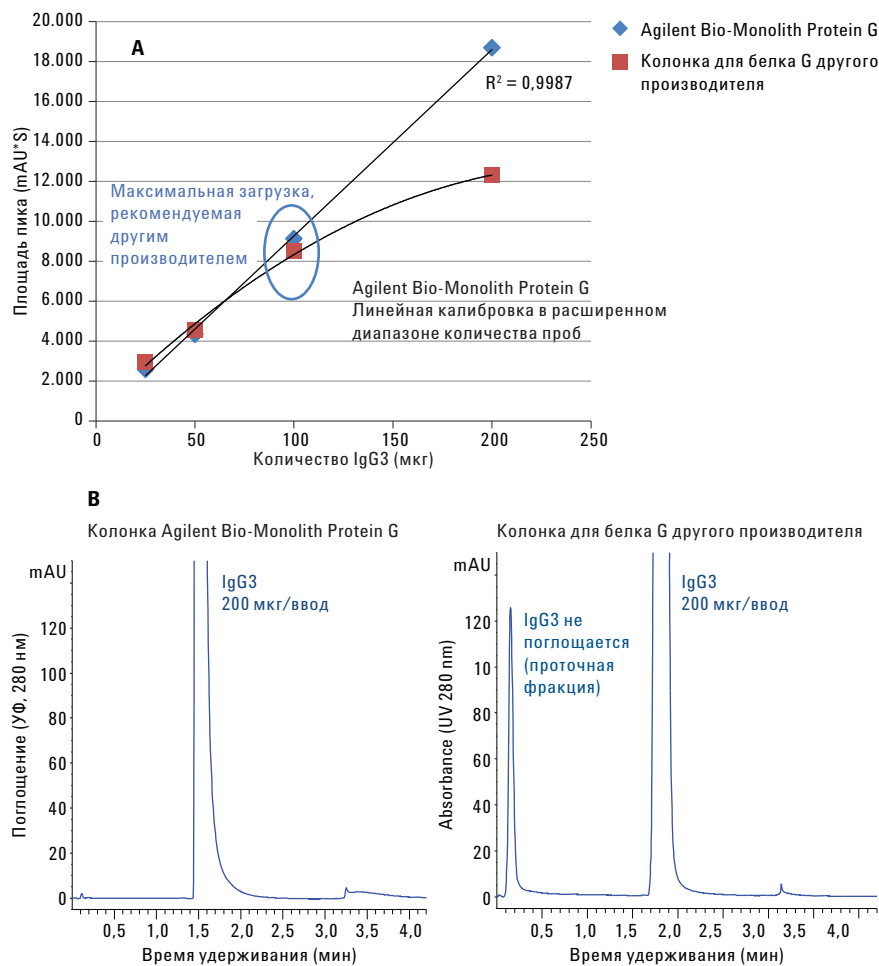 A
20.000
18.000
16.000
14.000
12.000
10.000
8.000
6.000
4.000
2.000
0
Площадь пика (mAU*S)
0 50 100 150 200 250
Количество IgG3 (мкг)
R² = 0,9987
Максимальная загрузка,
рекомендуемая
другим
производителем
Agilent Bio-Monolith Protein G
Линейная калибровка в расширенном
диапазоне количества проб
Agilent Bio-Monolith Protein G
Колонка для белка G другого
производителя
B
Колонка Agilent Bio-Monolith Protein G
mAU
120
100
80
60
40
20
0
Поглощение (УФ, 280 нм)
IgG3
200 мкг/ввод
0,5 1,0 1,5 2,0 2,5 3,0 3,5 4,0
Время удерживания (мин)
Колонка для белка G другого производителя
mAU
120
10
80
60
40
20
0
Absorbance (UV 280 nm)
IgG3 не
поглощается
(проточная
фракция)
IgG3
200 мкг/ввод
0,5 1,0 1,5 2,0 2,5 3,0 3,5 4,0
Время удерживания (мин)